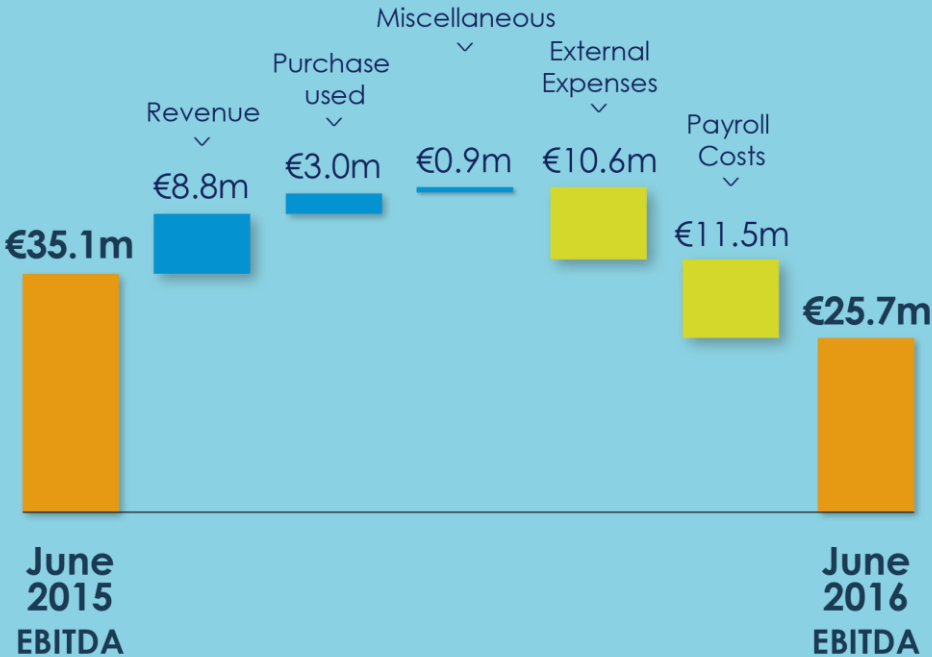 Miscellaneous
External
Expenses
Purchase
used
Revenue
Payroll
Costs
€35.1m
€8.8m
€3.0m
€0.9m
€10.6m
€11.5m
€25.7m
June
2015
EBITDA
June
2016
EBITDA